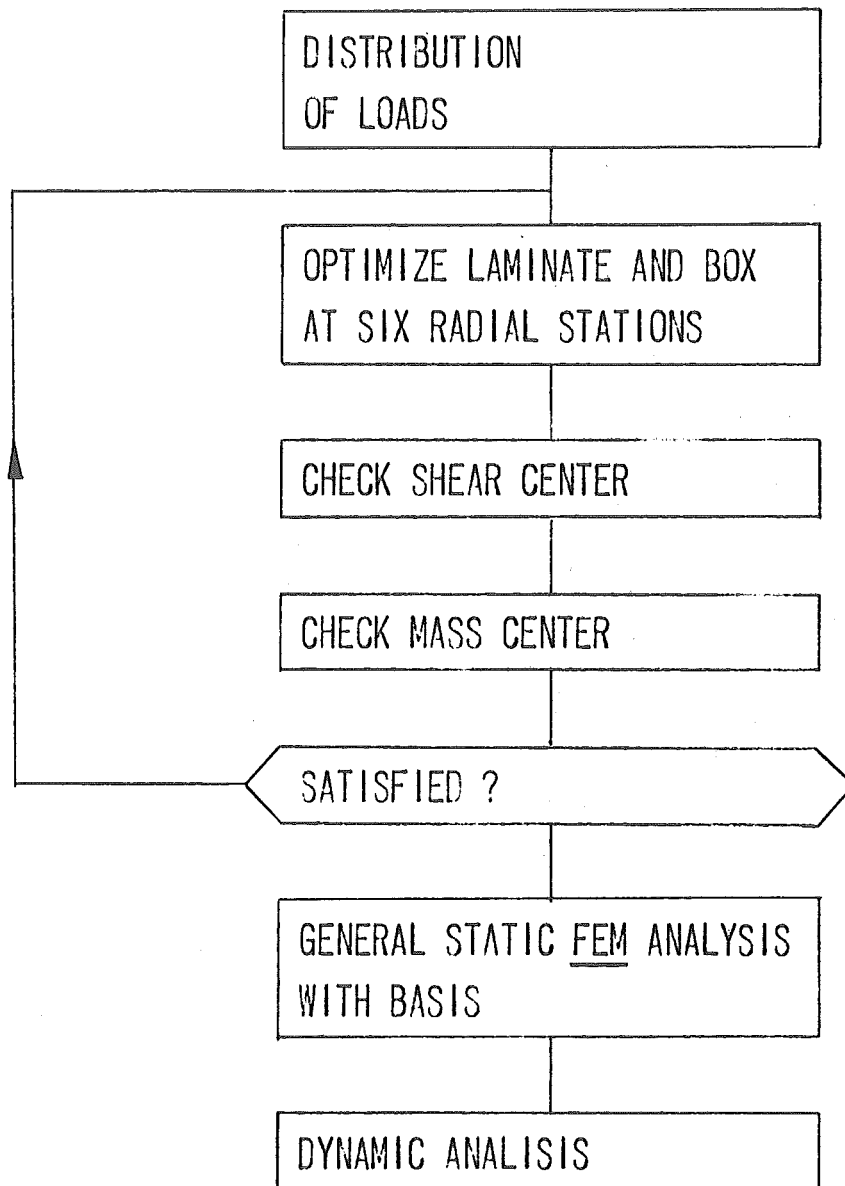 DISTRIBUTION
OF LOADS
OPTIMIZE LAMINATE AND BOX
AT SIX RADIAL STATIONS
CHECK SHEAR CENTER
CHECK MASS CENTER
SATISFIED ?
GENERAL STATIC FEM ANALYSIS
WITH BASIS
DYNAMIC ANALISIS